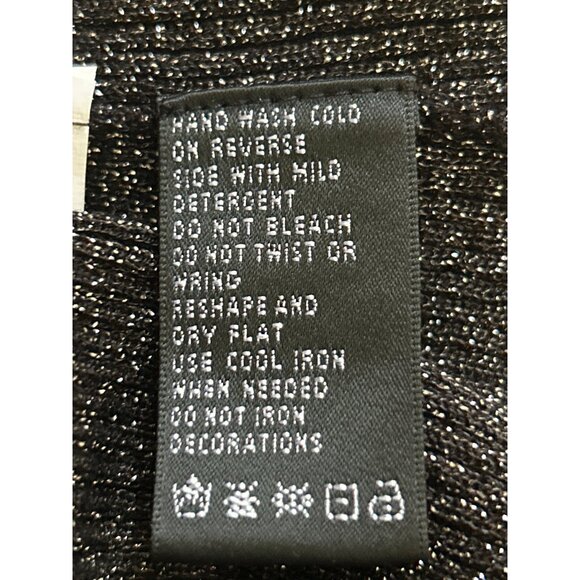 HAND WASH COLD
ON REVERSE
SIDE WITH MILD
DETERGENT
DO NOT BLEACH
DO NOT TWIST OR
WRING
RESHAPE AND
DRY FLAT
USE COOL IRON
WHEN NEEDED
DO NOT IRON
DECORATIONS